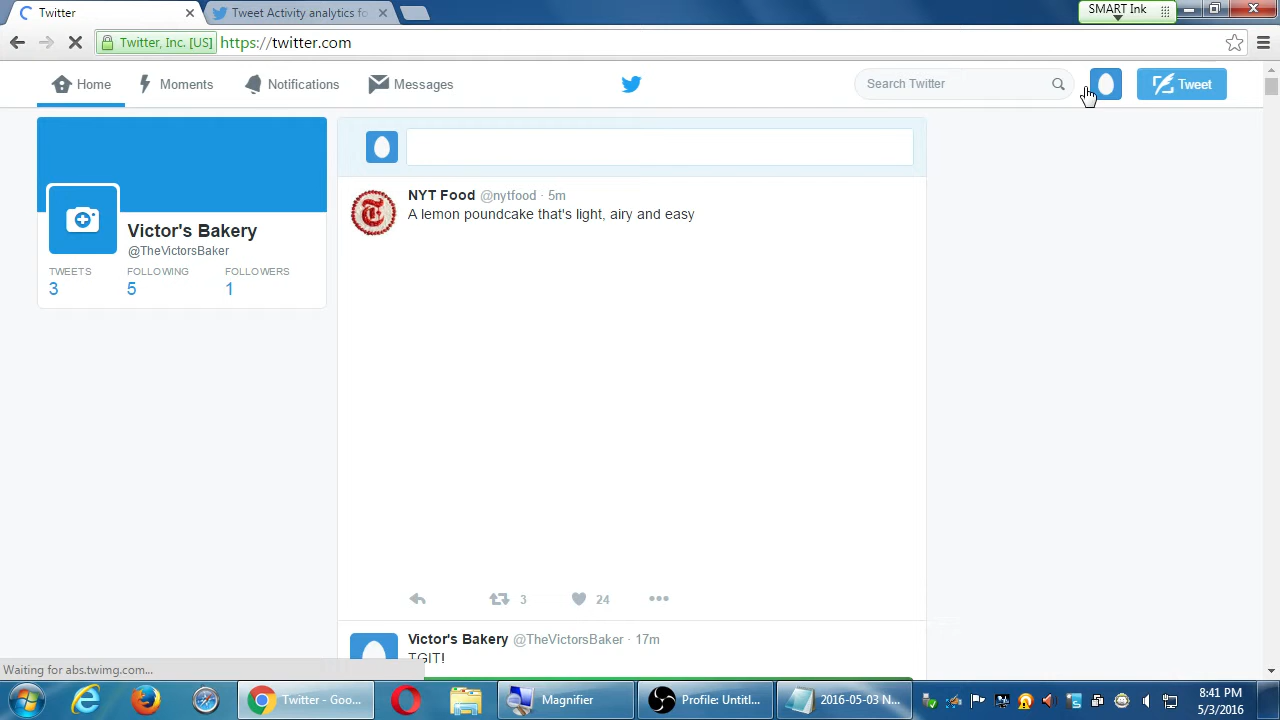 Twitter
Tweet Activity analytics fo
SMART Ink
Twitter, Inc. [US]
https://twitter.com
Home
Moments
Notifications
Messages
Search Twitter
Tweet
Victor's Bakery
@TheVictorsBaker
TWEETS
FOLLOWING
FOLLOWERS
3
5
1
NYT Food @nytfood · 5m
A lemon poundcake that's light, airy and easy
3
24
Victor's Bakery @TheVictorsBaker · 17m
TGIT!
Waiting for abs.twimg.com...
Twitter - Goo...
Magnifier
Profile: Untitl...
2016-05-03 N...
8:41 PM
5/3/2016